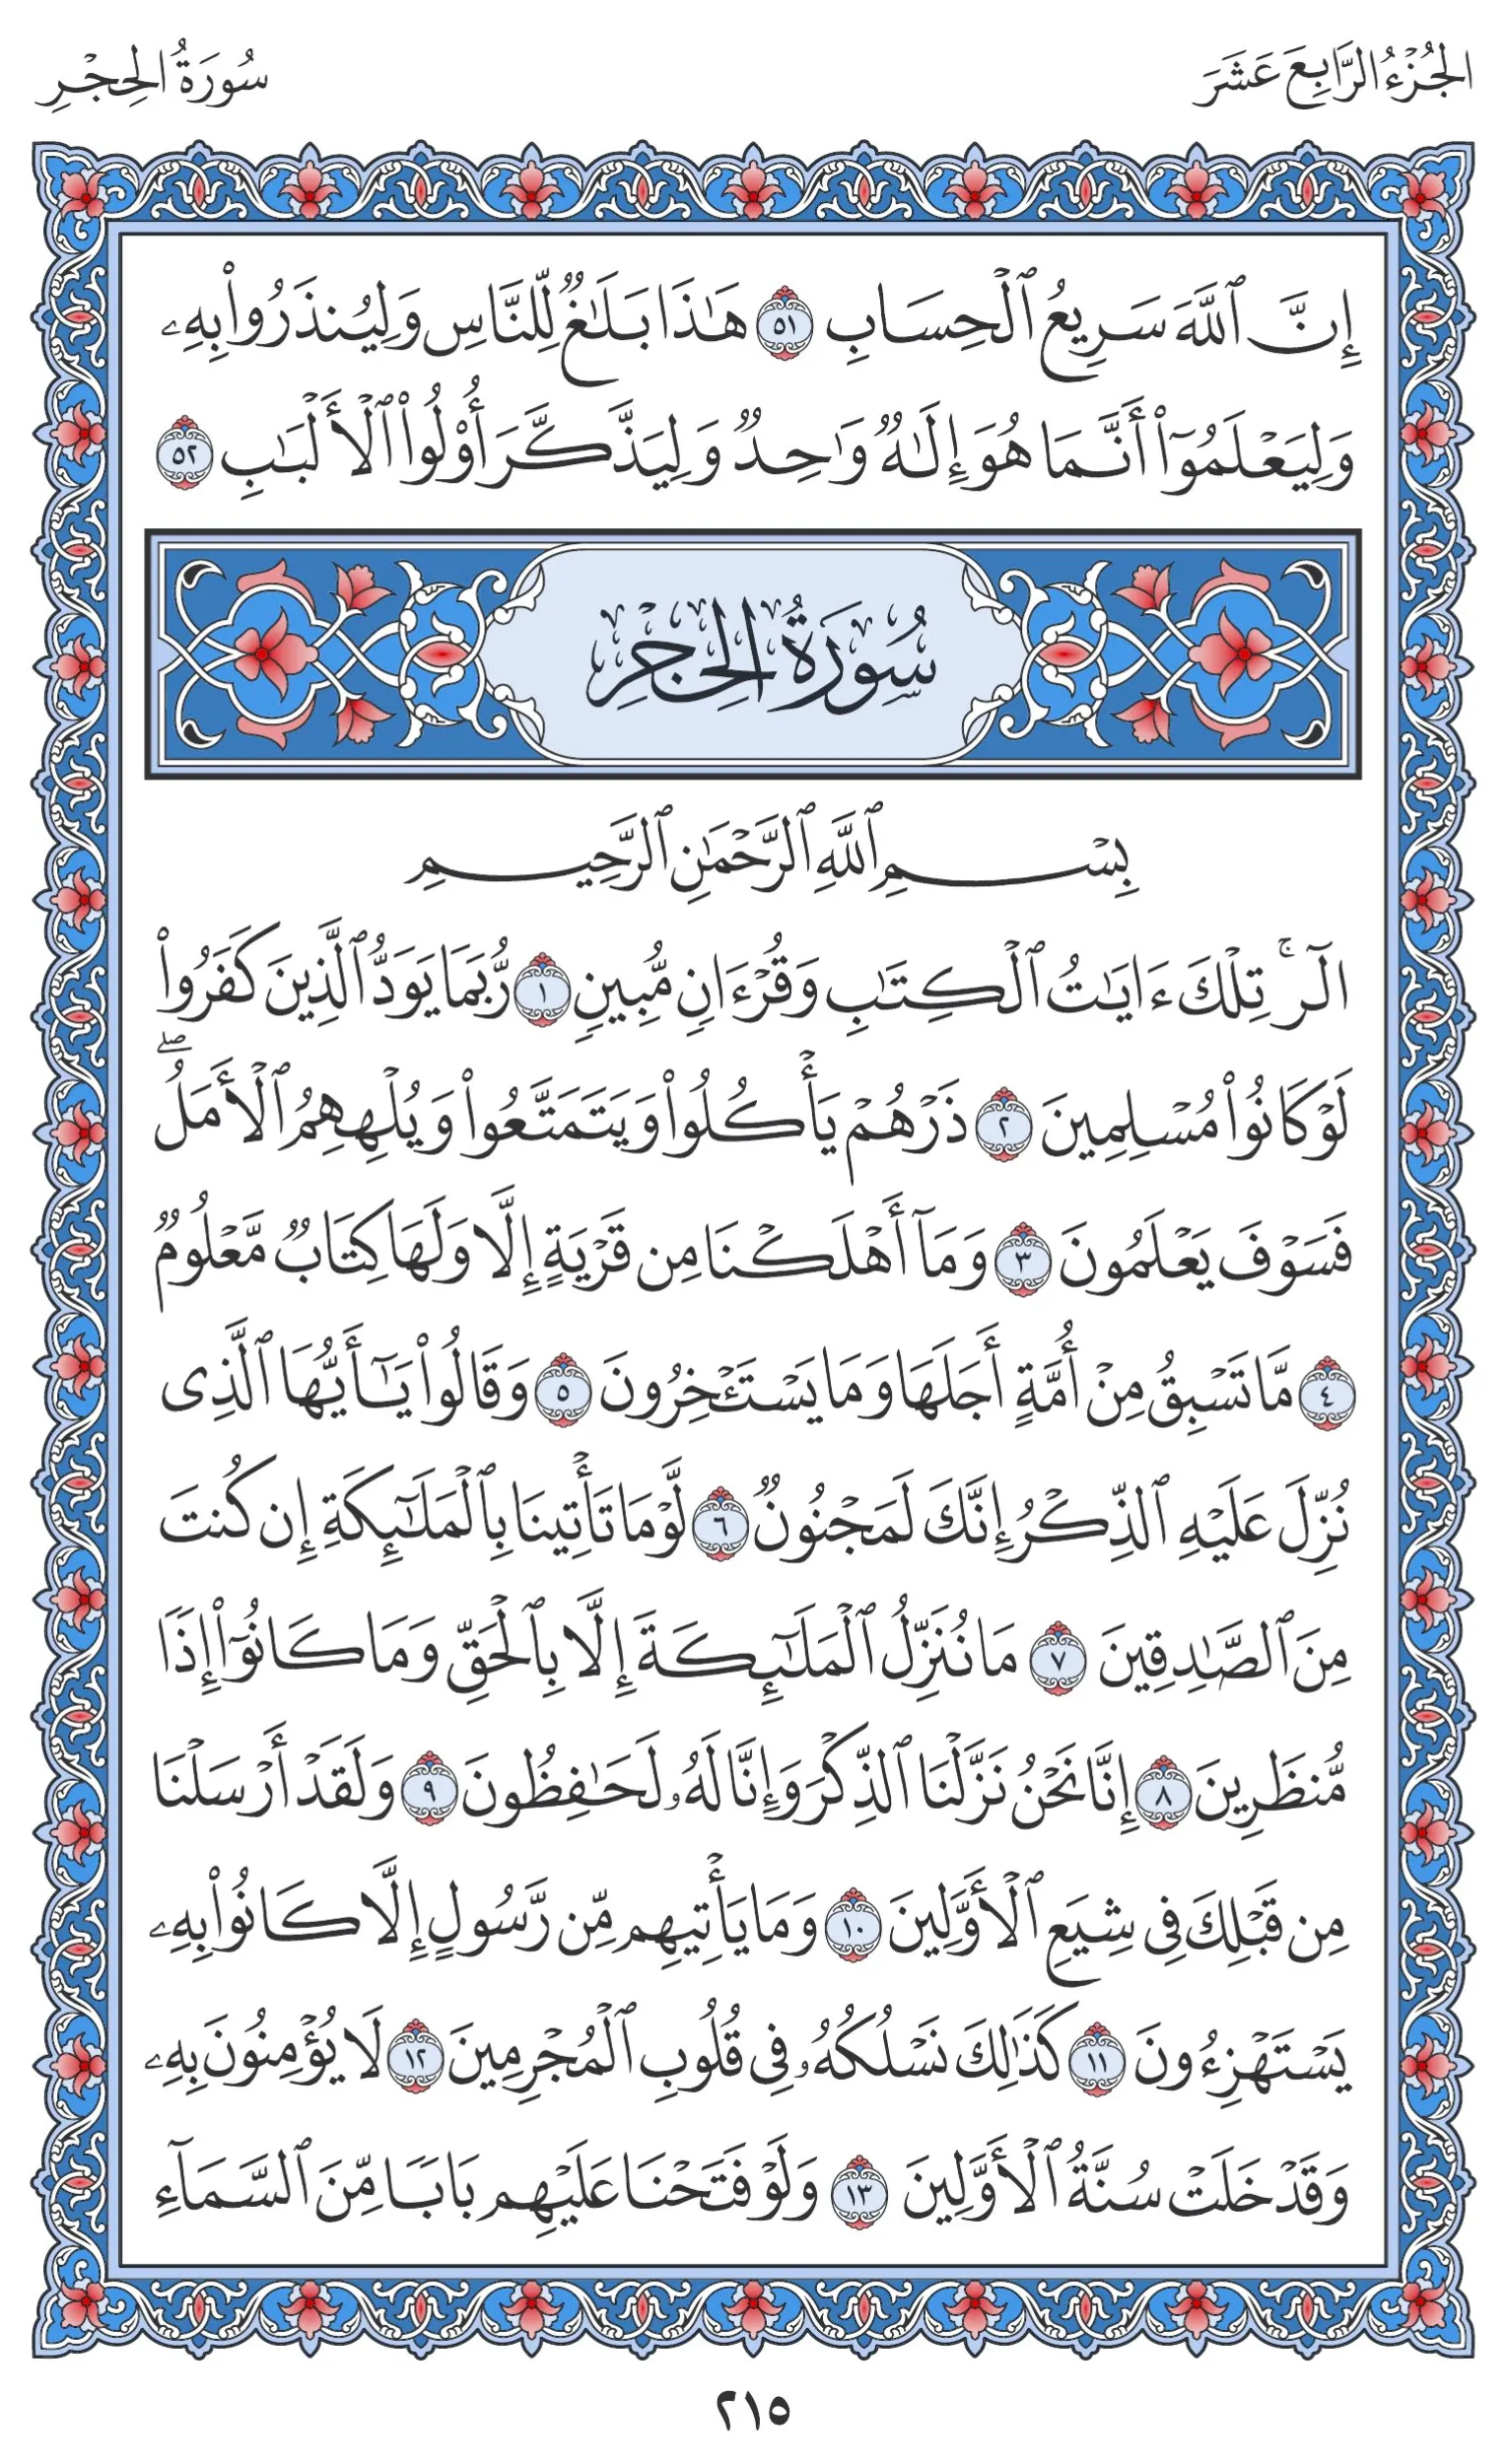 الجُزْءُ الرَّابِعَ عَشَرَ
سُورَةُ الحِجْرِ
إِنَّ ٱللَّهَ سَرِيعُ ٱلْحِسَابِ ٥١ هَٰذَا بَلَٰغٌ لِّلنَّاسِ وَلِيُنذَرُوا۟ بِهِۦ
وَلِيَعْلَمُوٓا۟ أَنَّمَا هُوَ إِلَٰهٌ وَٰحِدٌ وَلِيَذَّكَّرَ أُو۟لُوا۟ ٱلْأَلْبَٰبِ ٥٢
سُورَةُ الحِجْرِ
بِسْمِ ٱللَّهِ ٱلرَّحْمَٰنِ ٱلرَّحِيمِ
الٓر ۚ تِلْكَ ءَايَٰتُ ٱلْكِتَٰبِ وَقُرْءَانٍ مُّبِينٍ ١ رُّبَمَا يَوَدُّ ٱلَّذِينَ كَفَرُوا۟
لَوْ كَانُوا۟ مُسْلِمِينَ ٢ ذَرْهُمْ يَأْكُلُوا۟ وَيَتَمَتَّعُوا۟ وَيُلْهِهِمُ ٱلْأَمَلُ ۖ
فَسَوْفَ يَعْلَمُونَ ٣ وَمَآ أَهْلَكْنَا مِن قَرْيَةٍ إِلَّا وَلَهَا كِتَابٌ مَّعْلُومٌ
٤ مَّا تَسْبِقُ مِنْ أُمَّةٍ أَجَلَهَا وَمَا يَسْتَـْٔخِرُونَ ٥ وَقَالُوا۟ يَٰٓأَيُّهَا ٱلَّذِى
نُزِّلَ عَلَيْهِ ٱلذِّكْرُ إِنَّكَ لَمَجْنُونٌ ٦ لَّوْ مَا تَأْتِينَا بِٱلْمَلَٰٓئِكَةِ إِن كُنتَ
مِنَ ٱلصَّٰدِقِينَ ٧ مَا نُنَزِّلُ ٱلْمَلَٰٓئِكَةَ إِلَّا بِٱلْحَقِّ وَمَا كَانُوٓا۟ إِذًا
مُّنظَرِينَ ٨ إِنَّا نَحْنُ نَزَّلْنَا ٱلذِّكْرَ وَإِنَّا لَهُۥ لَحَٰفِظُونَ ٩ وَلَقَدْ أَرْسَلْنَا
مِن قَبْلِكَ فِى شِيَعِ ٱلْأَوَّلِينَ ١٠ وَمَا يَأْتِيهِم مِّن رَّسُولٍ إِلَّا كَانُوا۟ بِهِۦ
يَسْتَهْزِءُونَ ١١ كَذَٰلِكَ نَسْلُكُهُۥ فِى قُلُوبِ ٱلْمُجْرِمِينَ ١٢ لَا يُؤْمِنُونَ بِهِۦ
وَقَدْ خَلَتْ سُنَّةُ ٱلْأَوَّلِينَ ١٣ وَلَوْ فَتَحْنَا عَلَيْهِم بَابًا مِّنَ ٱلسَّمَآءِ
٢١٥